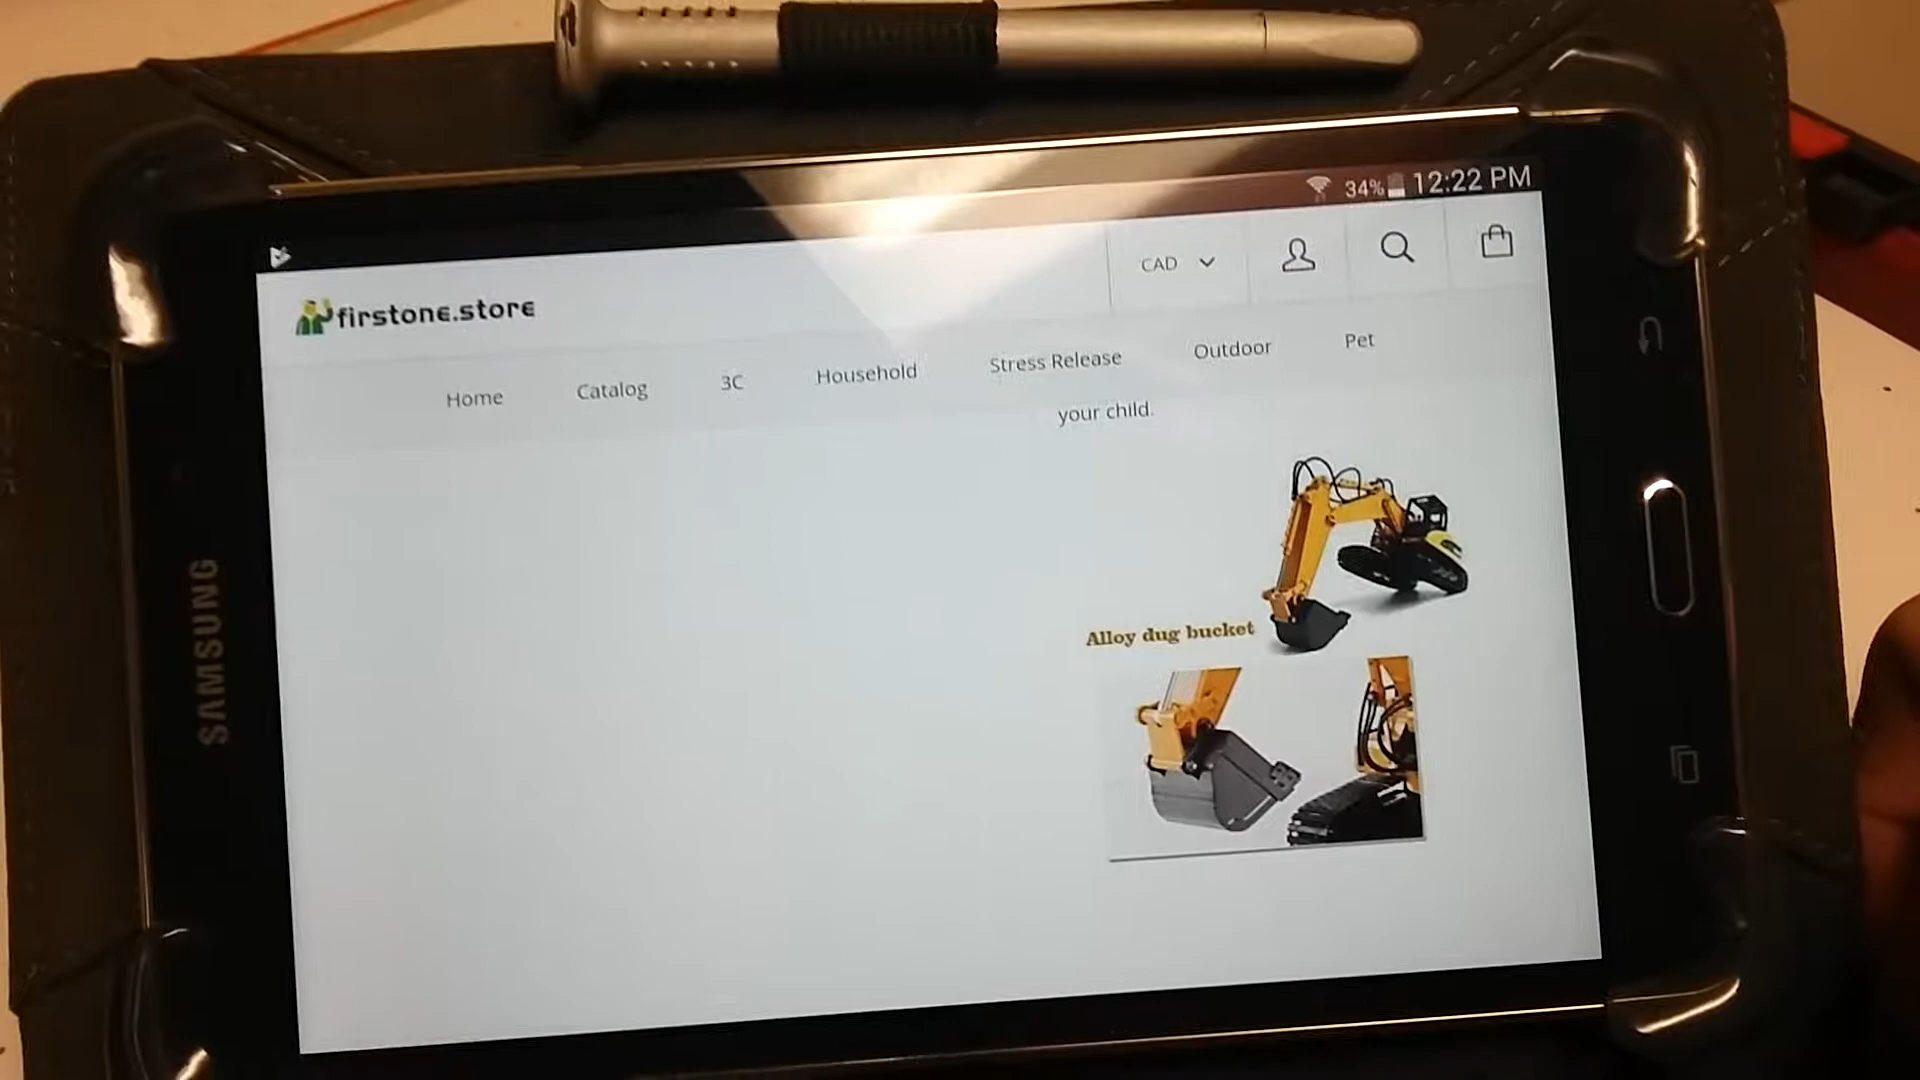 34% 12:22 PM
CAD
firstone.store
Home Catalog 3C Household Stress Release Outdoor Pet
your child.
Alloy dug bucket
SAMSUNG